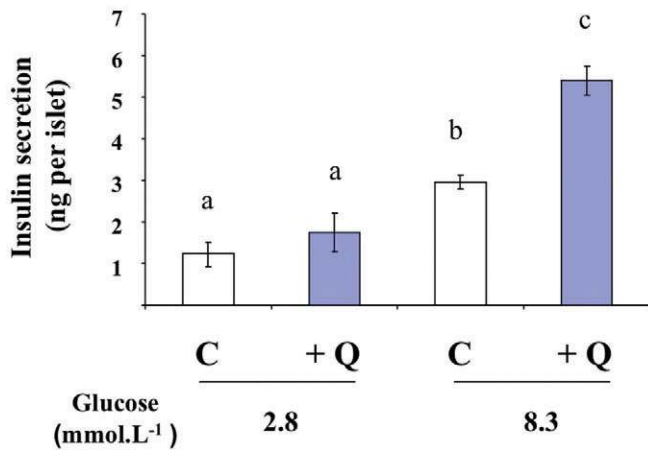 Insulin secretion
(ng per islet)
7
6
5
4
3
2
1
a
a
b
c
C
+ Q
C
+ Q
Glucose
(mmol.L-1)
2.8
8.3